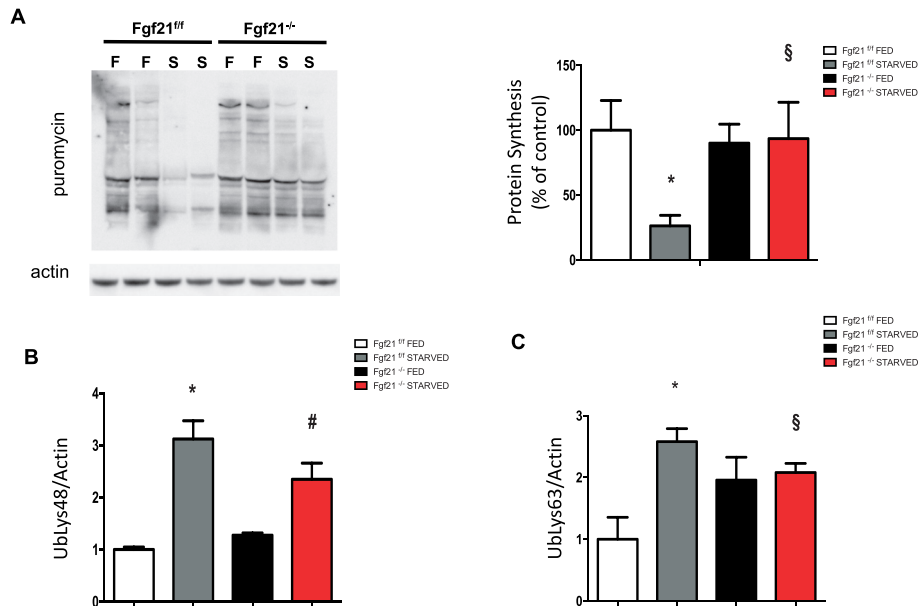 A
Fgf21f/f Fgf21-/-
F F S S F F S S
puromycin
actin
Protein Synthesis
(% of control)
150
100
50
0
*
§
Fgf21 f/f FED
Fgf21 f/f STARVED
Fgf21 -/- FED
Fgf21 -/- STARVED
B
UbLys48/Actin
4
3
2
1
0
*
#
Fgf21 f/f FED
Fgf21 f/f STARVED
Fgf21 -/- FED
Fgf21 -/- STARVED
C
UbLys63/Actin
3
2
1
0
*
§
Fgf21 f/f FED
Fgf21 f/f STARVED
Fgf21 -/- FED
Fgf21 -/- STARVED